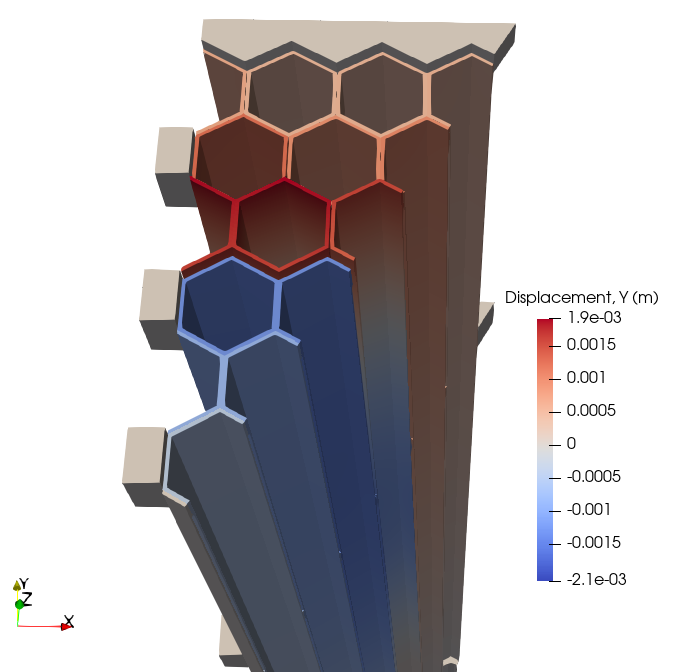 Displacement, Y (m)
1.9e-03
0.0015
0.001
0.0005
0
-0.0005
-0.001
-0.0015
-2.1e-03
Y
Z
X